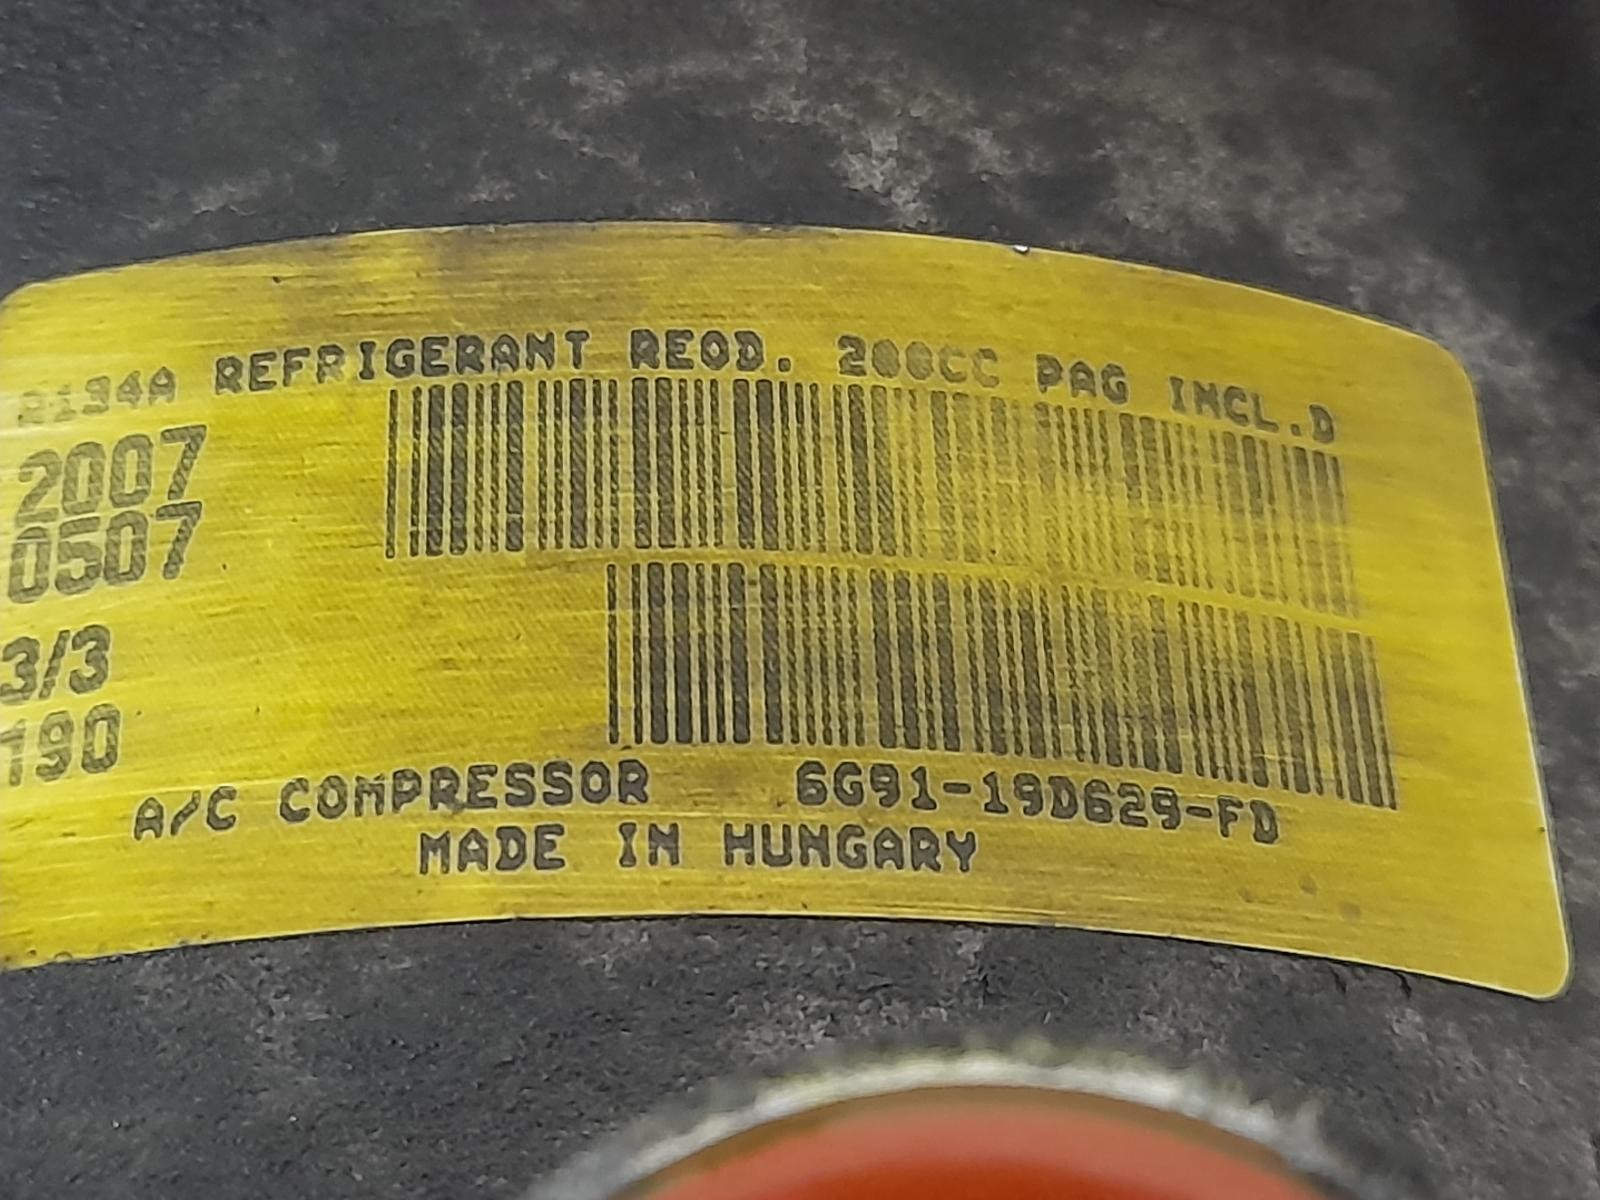 R134A REFRIGERANT REQD. 200CC PAG INCL.D
2007
0507
3/3
190
A/C COMPRESSOR 6G91-19D629-FD
MADE IN HUNGARY